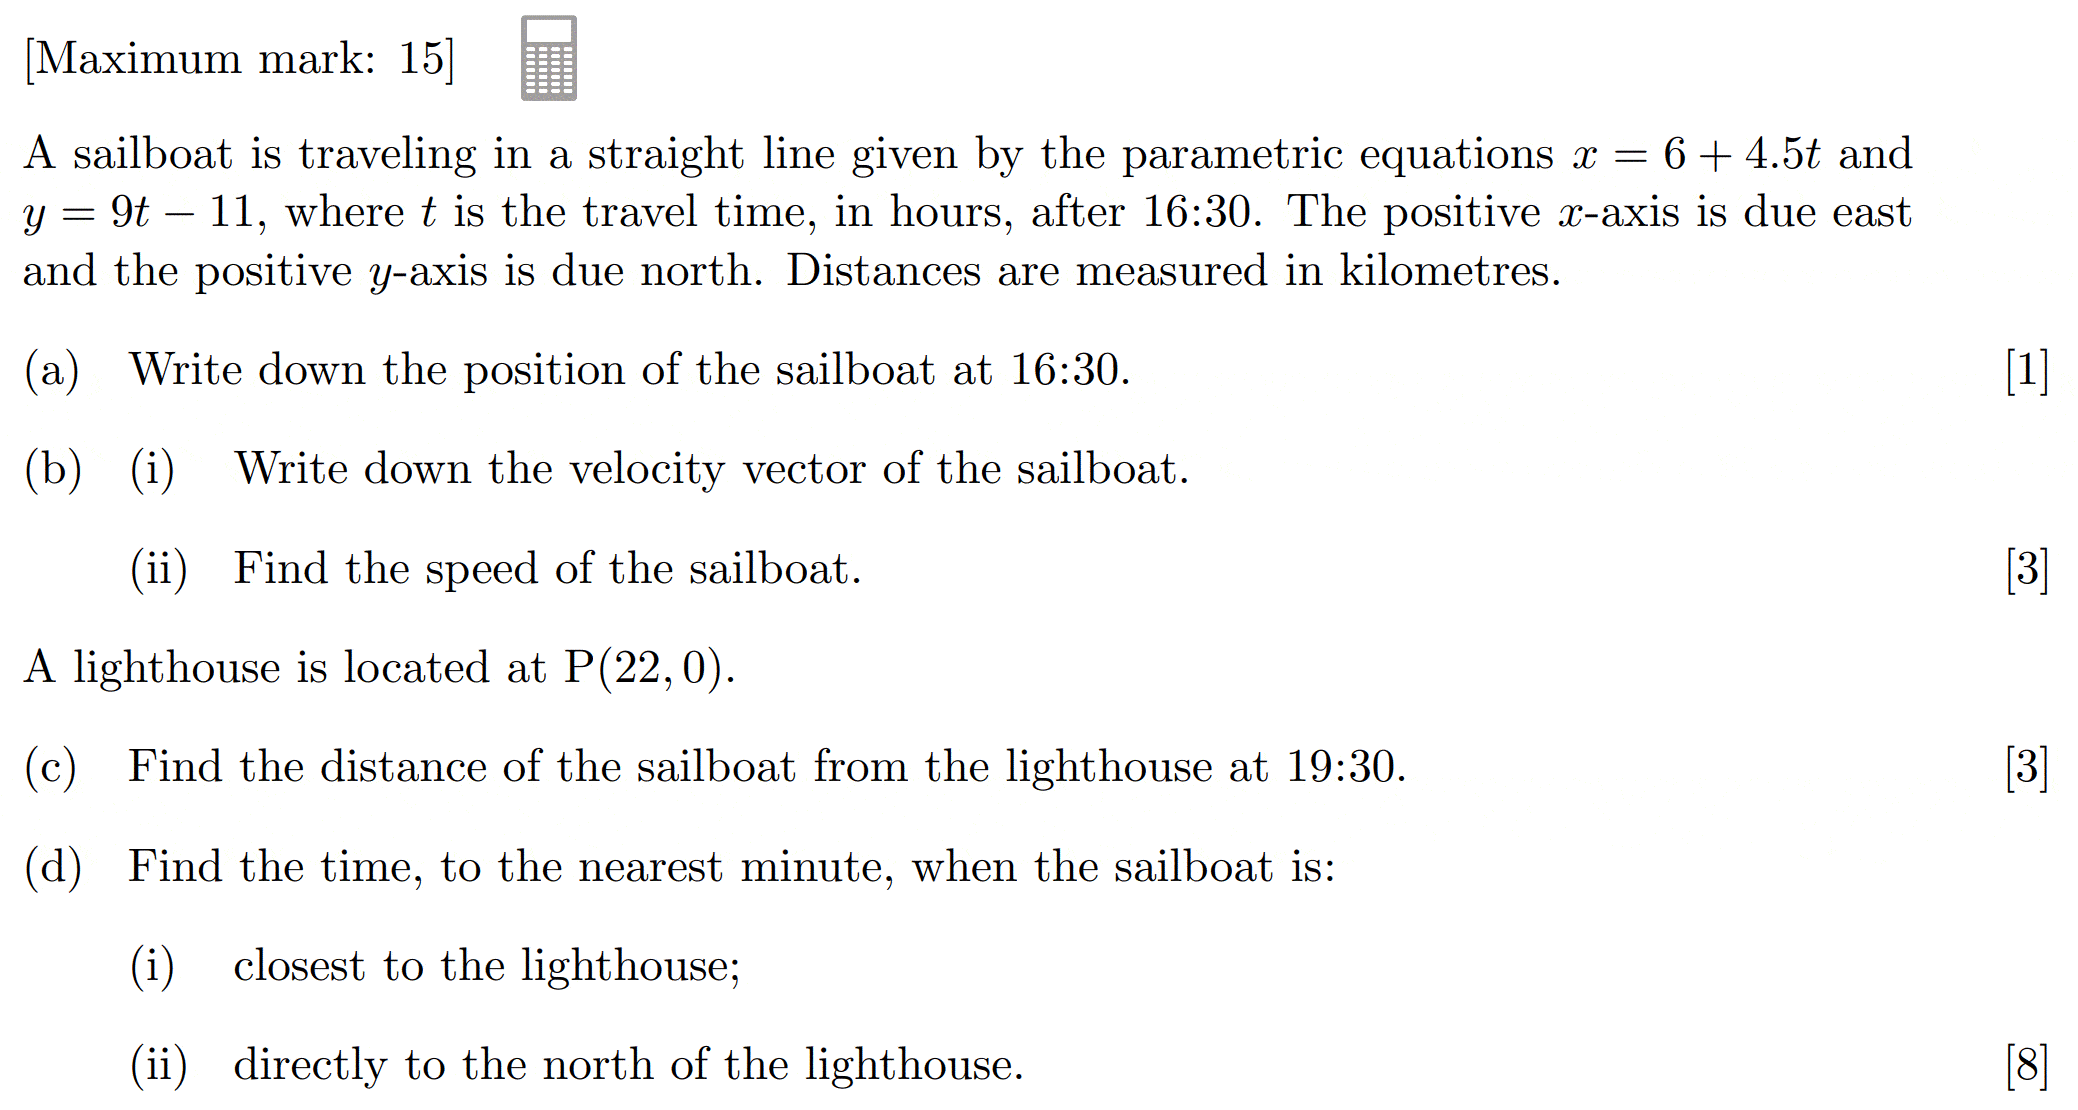 [Maximum mark: 15]
A sailboat is traveling in a straight line given by the parametric equations x = 6 + 4.5t and
y = 9t − 11, where t is the travel time, in hours, after 16:30. The positive x-axis is due east
and the positive y-axis is due north. Distances are measured in kilometres.
(a) Write down the position of the sailboat at 16:30. [1]
(b) (i) Write down the velocity vector of the sailboat.
(ii) Find the speed of the sailboat. [3]
A lighthouse is located at P(22, 0).
(c) Find the distance of the sailboat from the lighthouse at 19:30. [3]
(d) Find the time, to the nearest minute, when the sailboat is:
(i) closest to the lighthouse;
(ii) directly to the north of the lighthouse. [8]